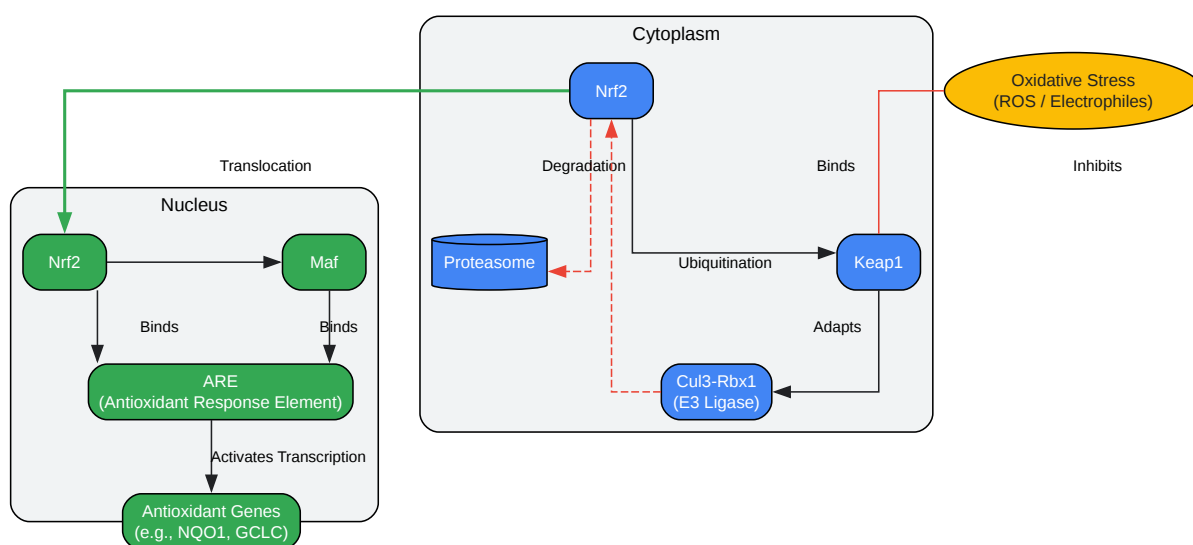 Cytoplasm
Nrf2
Oxidative Stress
(ROS / Electrophiles)
Translocation
Degradation
Binds
Inhibits
Nucleus
Nrf2
Maf
Proteasome
Ubiquitination
Keap1
Binds
Binds
Adapts
ARE
(Antioxidant Response Element)
Cul3-Rbx1
(E3 Ligase)
Activates Transcription
Antioxidant Genes
(e.g., NQO1, GCLC)